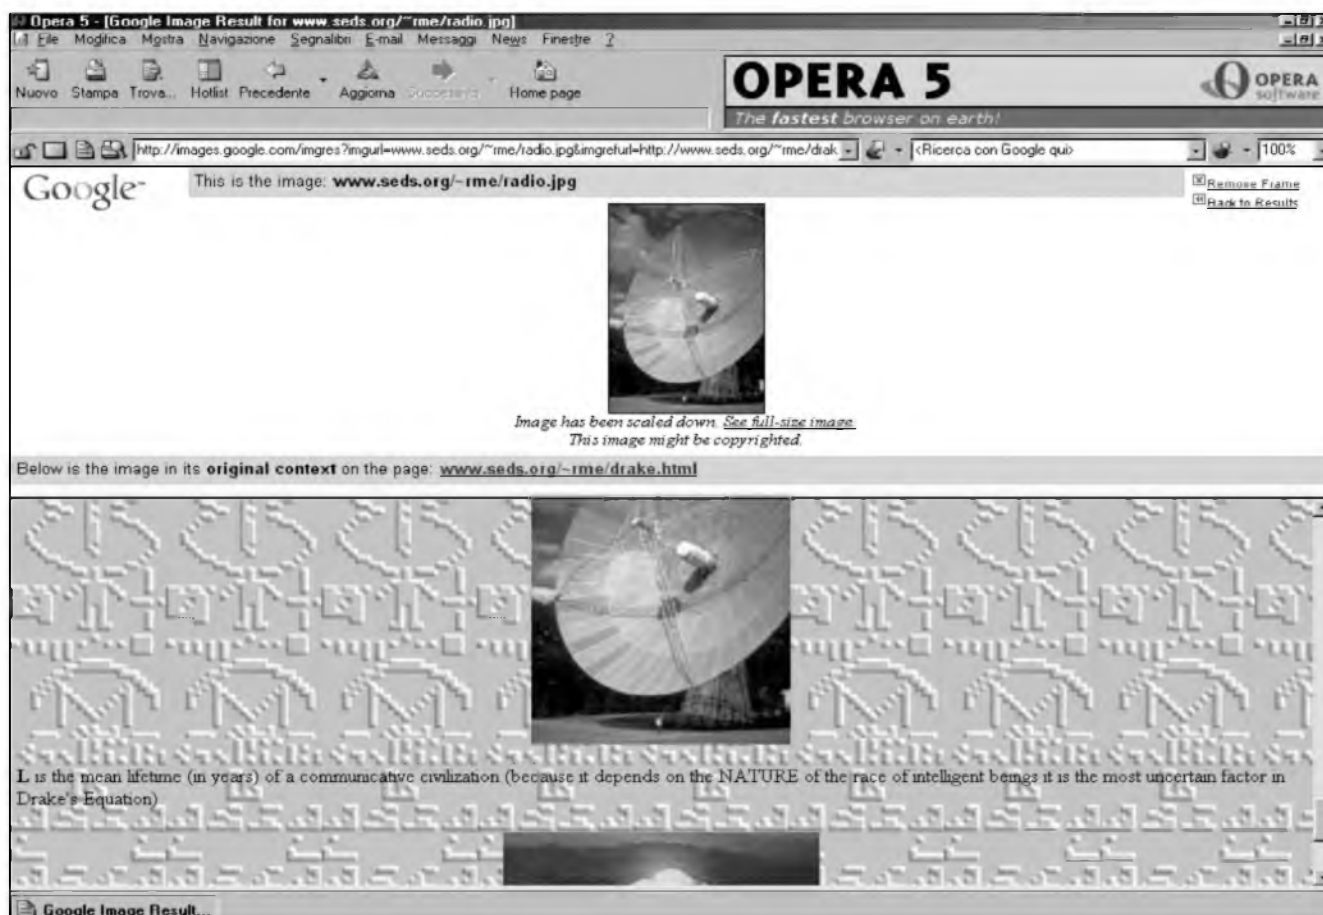 Opera 5 - [Google Image Result for www.seds.org/~rme/radio.jpg]
File Modifica Mostra Navigazione Segnalibri E-mail Messaggi News Finestre ?
Nuovo Stampa Trova... Hotlist Precedente Aggiorna Successiva Home page
OPERA 5
OPERA software
The fastest browser on earth!
http://images.google.com/imgres?imgurl=www.seds.org/~rme/radio.jpg&imgrefurl=http://www.seds.org/~rme/drak <Ricerca con Google qui> 100%
Google
This is the image: www.seds.org/~rme/radio.jpg
Remove Frame
Back to Results
Image has been scaled down. See full-size image.
This image might be copyrighted.
Below is the image in its original context on the page: www.seds.org/~rme/drake.html
L is the mean lifetime (in years) of a communicative civilization (because it depends on the NATURE of the race of intelligent beings it is the most uncertain factor in
Drake's Equation)
Google Image Result...